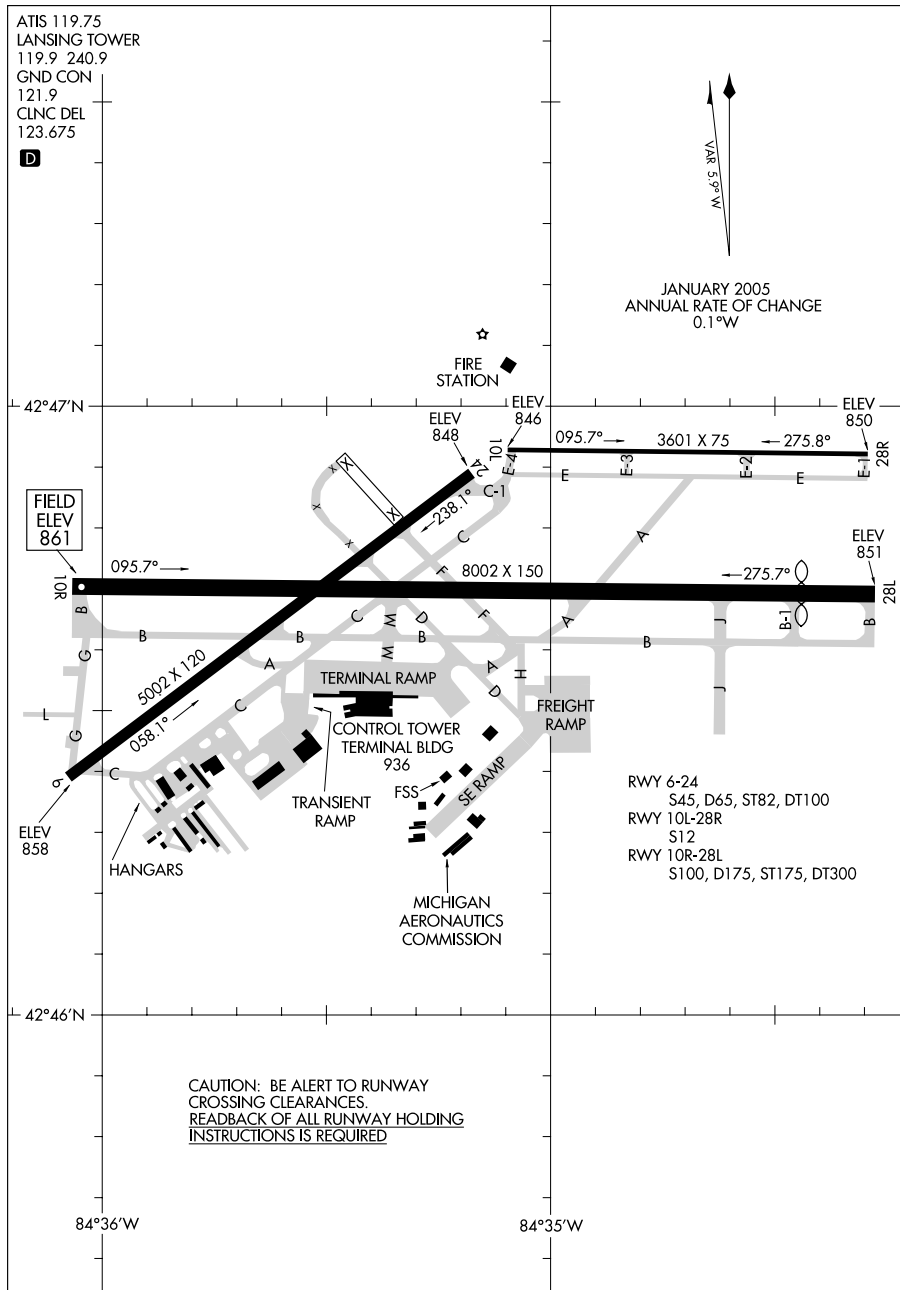 ATIS 119.75
LANSING TOWER
119.9 240.9
GND CON
121.9
CLNC DEL
123.675
D
VAR 5.9° W
JANUARY 2005
ANNUAL RATE OF CHANGE
0.1°W
FIRE
STATION
42°47'N
ELEV
848
ELEV
846
ELEV
850
10L
095.7°
3601 X 75
275.8°
28R
24
E-4
E-3
E-2
E-1
E
E
C-1
X
X
x
x
x
238.1°
C
A
FIELD
ELEV
861
ELEV
851
10R
095.7°
8002 X 150
275.7°
28L
F
F
B
B
B
B
B
B-1
B
C
M
M
D
A
J
J
G
G
L
A
A
D
H
5002 X 120
058.1°
C
C
6
TERMINAL RAMP
CONTROL TOWER
TERMINAL BLDG
936
FREIGHT
RAMP
SE RAMP
FSS
TRANSIENT
RAMP
ELEV
858
HANGARS
MICHIGAN
AERONAUTICS
COMMISSION
RWY 6-24
S45, D65, ST82, DT100
RWY 10L-28R
S12
RWY 10R-28L
S100, D175, ST175, DT300
42°46'N
CAUTION: BE ALERT TO RUNWAY
CROSSING CLEARANCES.
READBACK OF ALL RUNWAY HOLDING
INSTRUCTIONS IS REQUIRED
84°36'W
84°35'W